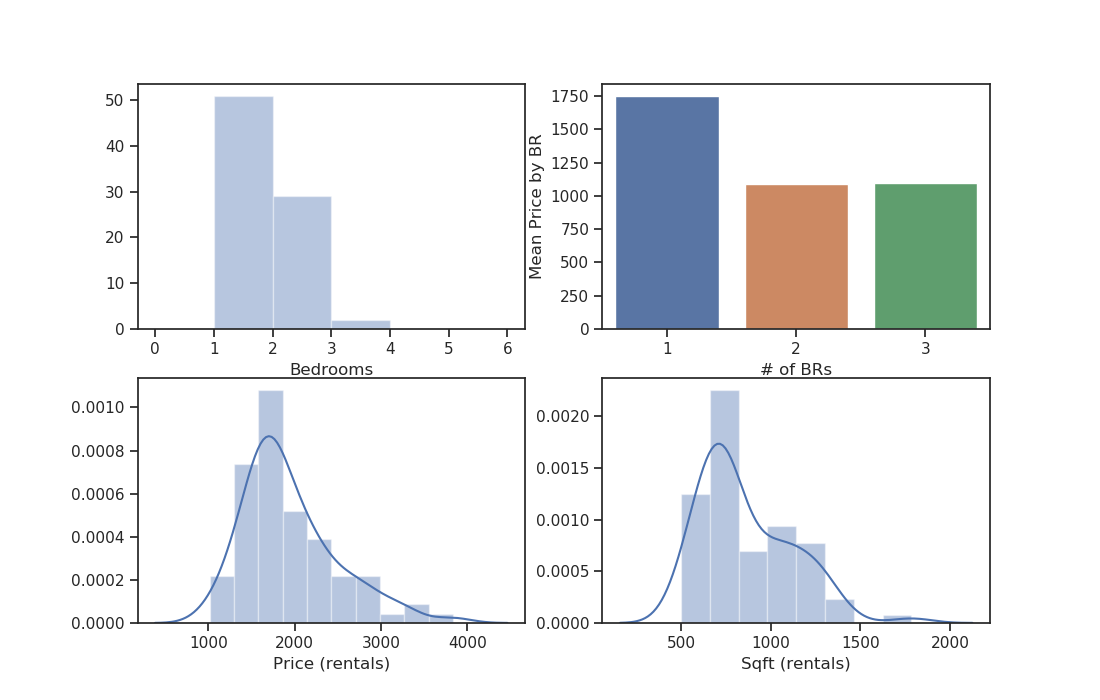 50
40
30
20
10
0
0 1 2 3 4 5 6
Bedrooms
1750
1500
1250
1000
750
500
250
0
Mean Price by BR
1 2 3
# of BRs
0.0010
0.0008
0.0006
0.0004
0.0002
0.0000
1000 2000 3000 4000
Price (rentals)
0.0020
0.0015
0.0010
0.0005
0.0000
500 1000 1500 2000
Sqft (rentals)